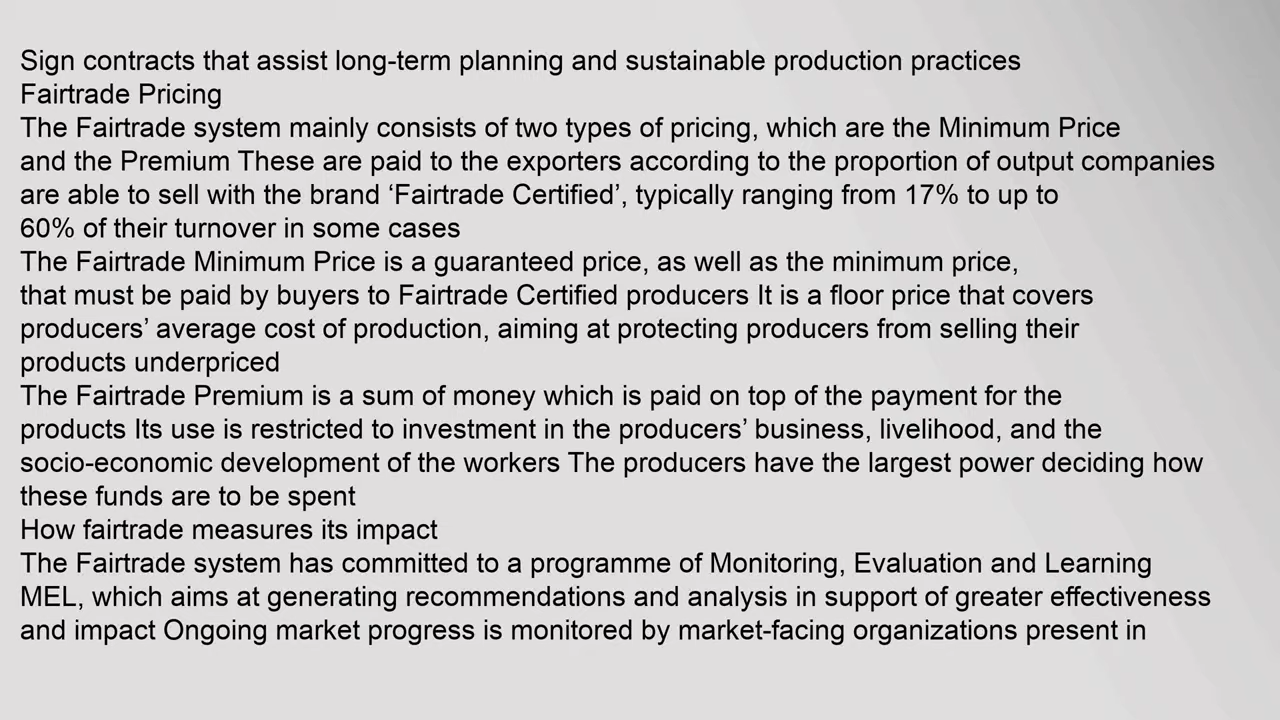 Sign contracts that assist long-term planning and sustainable production practices
Fairtrade Pricing
The Fairtrade system mainly consists of two types of pricing, which are the Minimum Price
and the Premium These are paid to the exporters according to the proportion of output companies
are able to sell with the brand ‘Fairtrade Certified’, typically ranging from 17% to up to
60% of their turnover in some cases
The Fairtrade Minimum Price is a guaranteed price, as well as the minimum price,
that must be paid by buyers to Fairtrade Certified producers It is a floor price that covers
producers’ average cost of production, aiming at protecting producers from selling their
products underpriced
The Fairtrade Premium is a sum of money which is paid on top of the payment for the
products Its use is restricted to investment in the producers’ business, livelihood, and the
socio-economic development of the workers The producers have the largest power deciding how
these funds are to be spent
How fairtrade measures its impact
The Fairtrade system has committed to a programme of Monitoring, Evaluation and Learning
MEL, which aims at generating recommendations and analysis in support of greater effectiveness
and impact Ongoing market progress is monitored by market-facing organizations present in